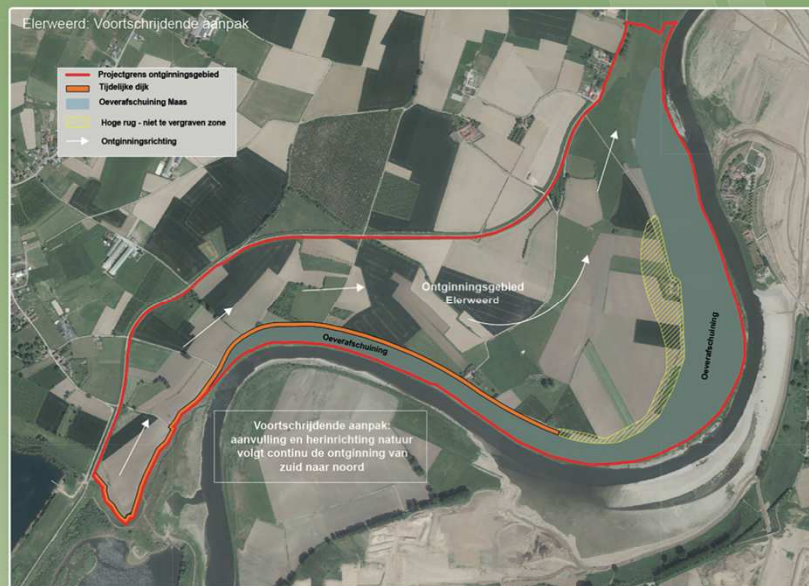 Elerweerd: Voortschrijdende aanpak
Projectgrens ontginningsgebied
Tijdelijke dijk
Oeverafschuining Maas
Hoge rug - niet te vergraven zone
Ontginningsrichting
Ontginningsgebied
Elerweerd
Oeverafschuining
Oeverafschuining
Voortschrijdende aanpak:
aanvulling en herinrichting natuur
volgt continu de ontginning van
zuid naar noord